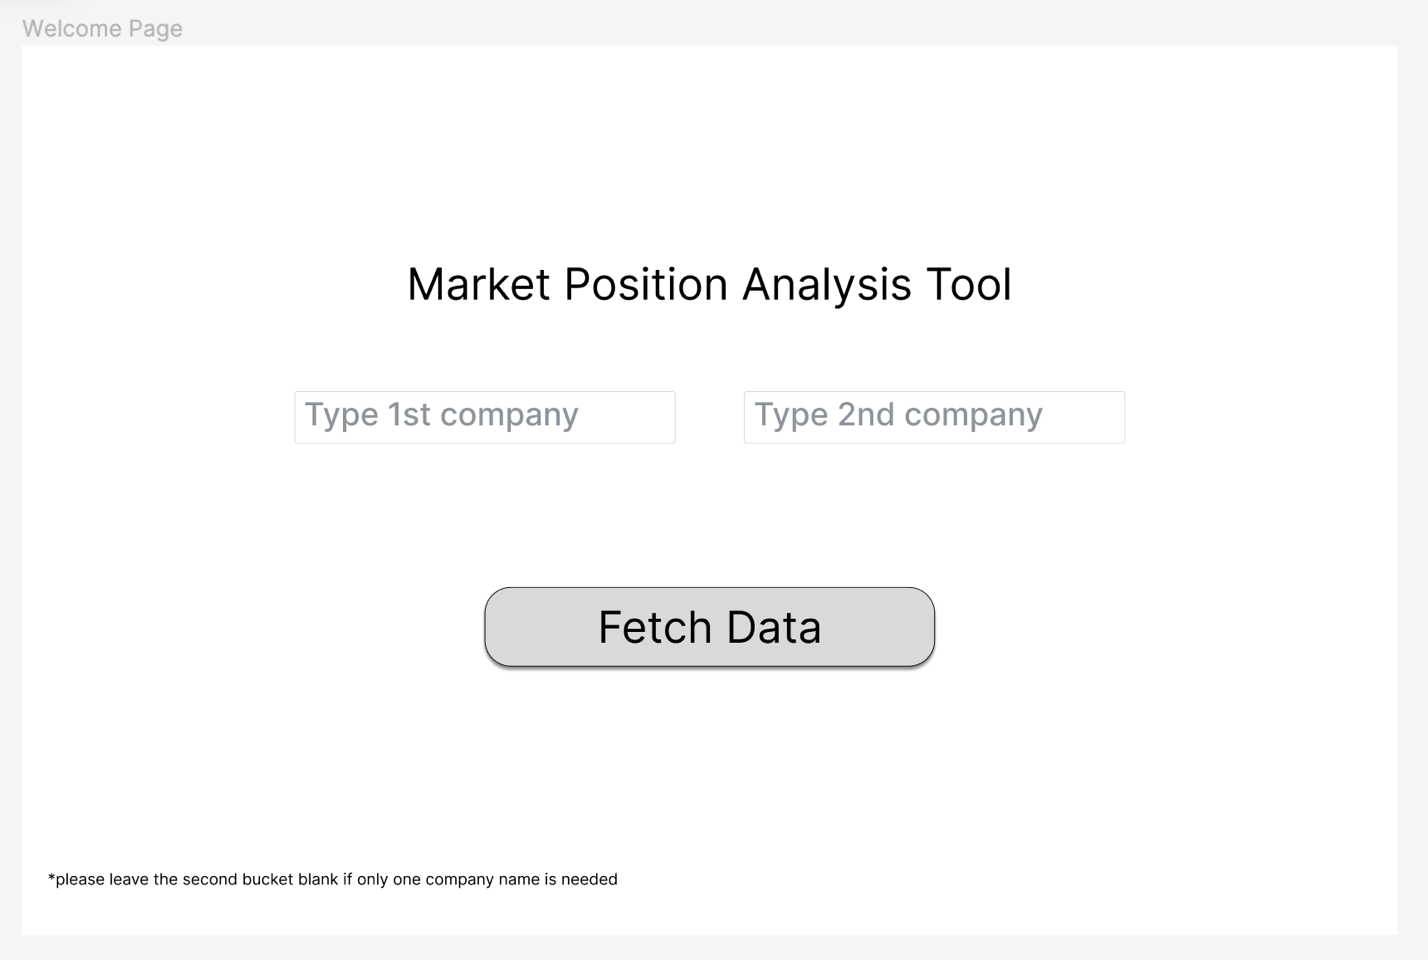 Welcome Page
Market Position Analysis Tool
Type 1st company
Type 2nd company
Fetch Data
*please leave the second bucket blank if only one company name is needed